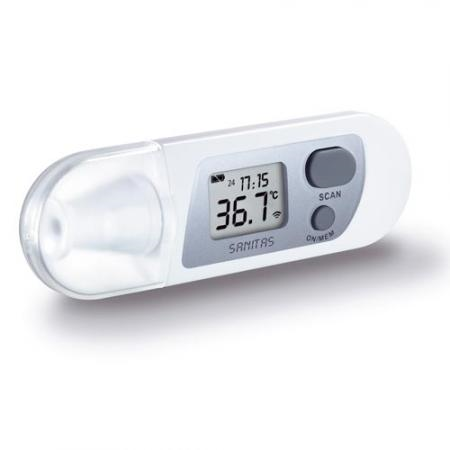 24 17:15
36.7°C
SANITAS
SCAN
ON/MEM